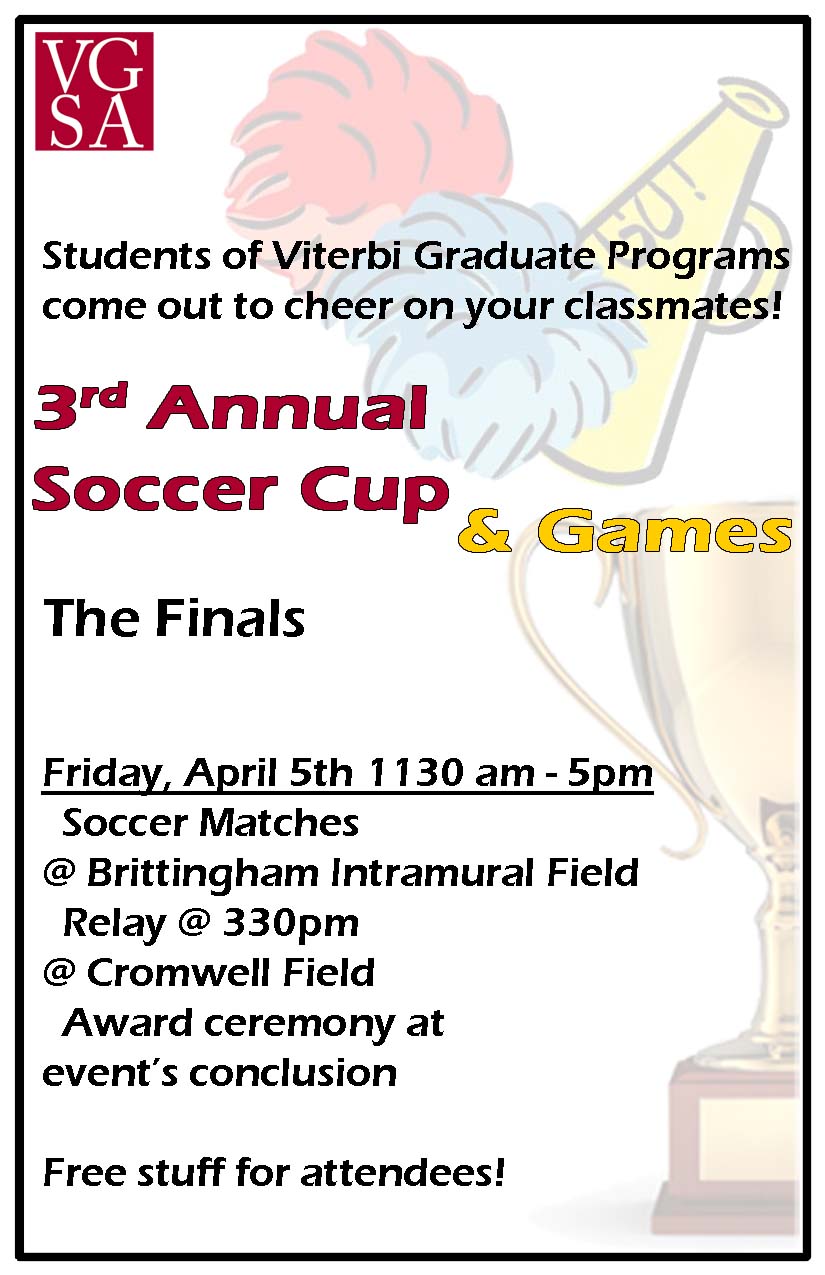 VG
SA
GO!
Students of Viterbi Graduate Programs
come out to cheer on your classmates!
3rd Annual
Soccer Cup
& Games
The Finals
Friday, April 5th 1130 am - 5pm
Soccer Matches
@ Brittingham Intramural Field
Relay @ 330pm
@ Cromwell Field
Award ceremony at
event's conclusion
Free stuff for attendees!